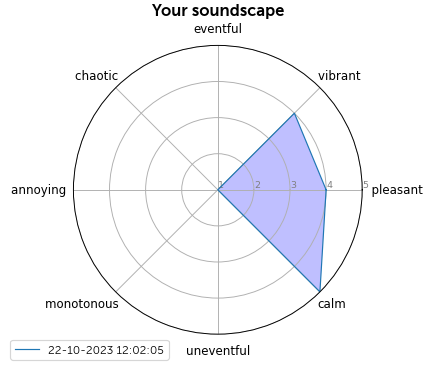 Your soundscape
eventful
chaotic
vibrant
annoying
1 2 3 4 5
pleasant
monotonous
calm
uneventful
22-10-2023 12:02:05